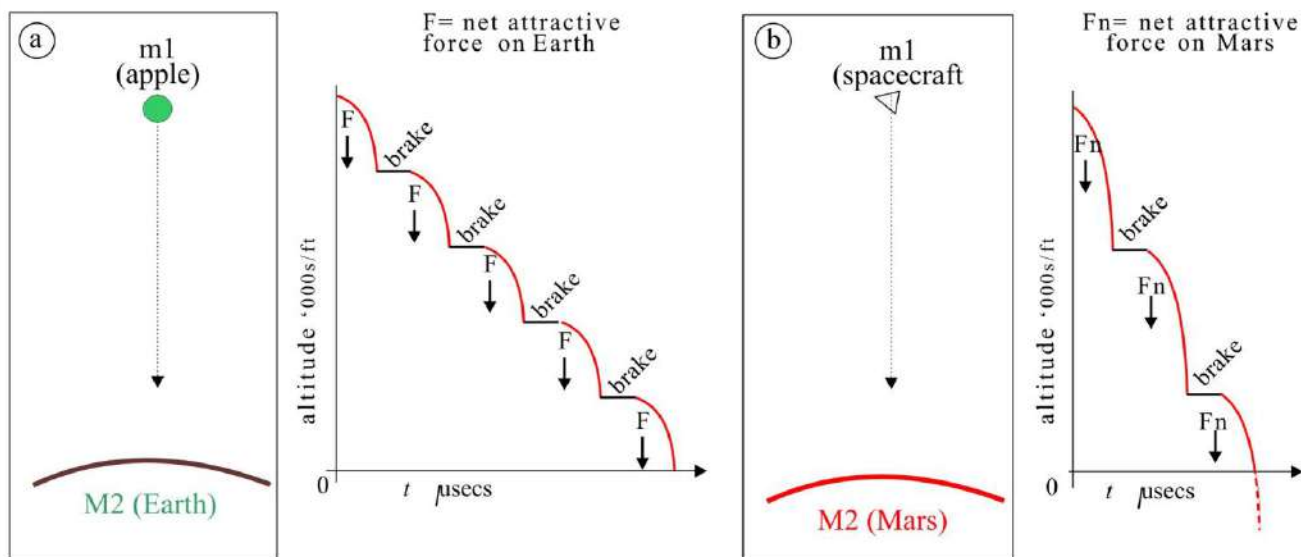 a
m1
(apple)
M2 (Earth)
F= net attractive
force on Earth
F
brake
F
brake
F
brake
F
brake
F
altitude ‘000s/ft
0
t μsecs
b
m1
(spacecraft
M2 (Mars)
Fn= net attractive
force on Mars
Fn
brake
Fn
brake
Fn
altitude ‘000s/ft
0
t μsecs